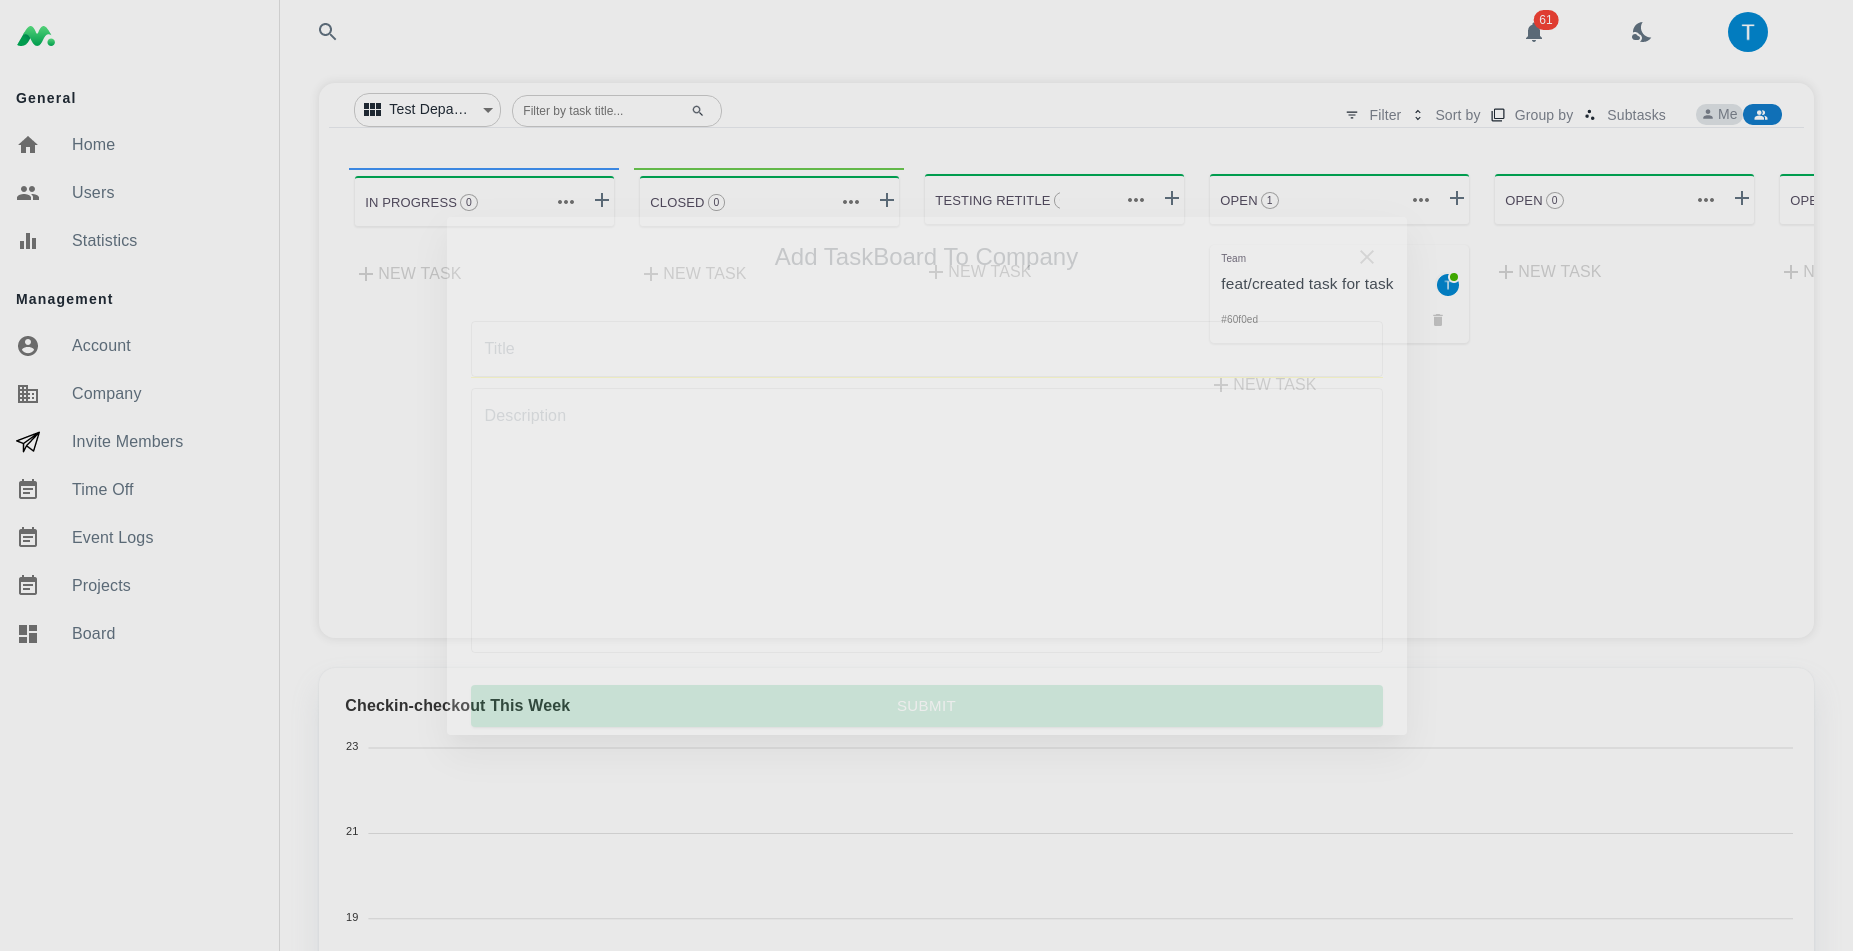 61
T
General
Home
Users
Statistics
Management
Account
Company
Invite Members
Time Off
Event Logs
Projects
Board
Test Depa...
Filter by task title...
Filter
Sort by
Group by
Subtasks
Me
IN PROGRESS 0
CLOSED 0
TESTING RETITLE
OPEN 1
OPEN 0
OPE
NEW TASK
NEW TASK
NEW TASK
NEW TASK
N
Team
feat/created task for task
T
#60f0ed
NEW TASK
Add TaskBoard To Company
Title
Description
SUBMIT
Checkin-checkout This Week
23
21
19